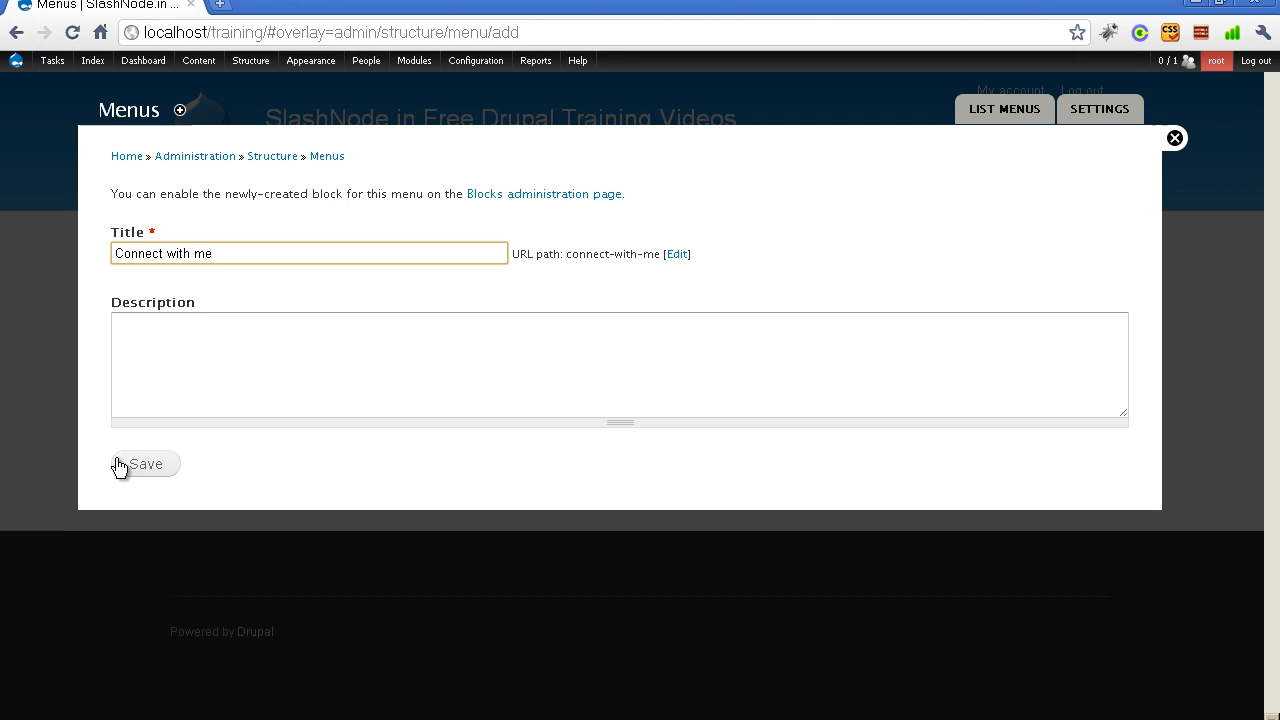 Menus | SlashNode.in ...
localhost/training/#overlay=admin/structure/menu/add
Tasks Index Dashboard Content Structure Appearance People Modules Configuration Reports Help 0 / 1 root Log out
My account Log out
Menus SlashNode in Free Drupal Training Videos LIST MENUS SETTINGS
Home » Administration » Structure » Menus
You can enable the newly-created block for this menu on the Blocks administration page.
Title *
Connect with me URL path: connect-with-me [Edit]
Description
Save
Powered by Drupal